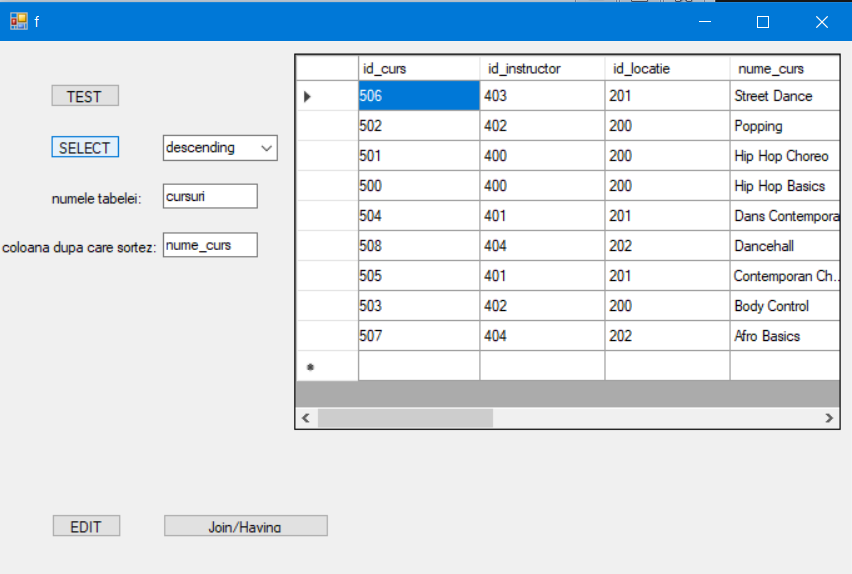 f
TEST
SELECT descending
numele tabelei: cursuri
coloana dupa care sortez: nume_curs
id_curs id_instructor id_locatie nume_curs
506 403 201 Street Dance
502 402 200 Popping
501 400 200 Hip Hop Choreo
500 400 200 Hip Hop Basics
504 401 201 Dans Contempora
508 404 202 Dancehall
505 401 201 Contemporan Ch...
503 402 200 Body Control
507 404 202 Afro Basics
EDIT Join/Having